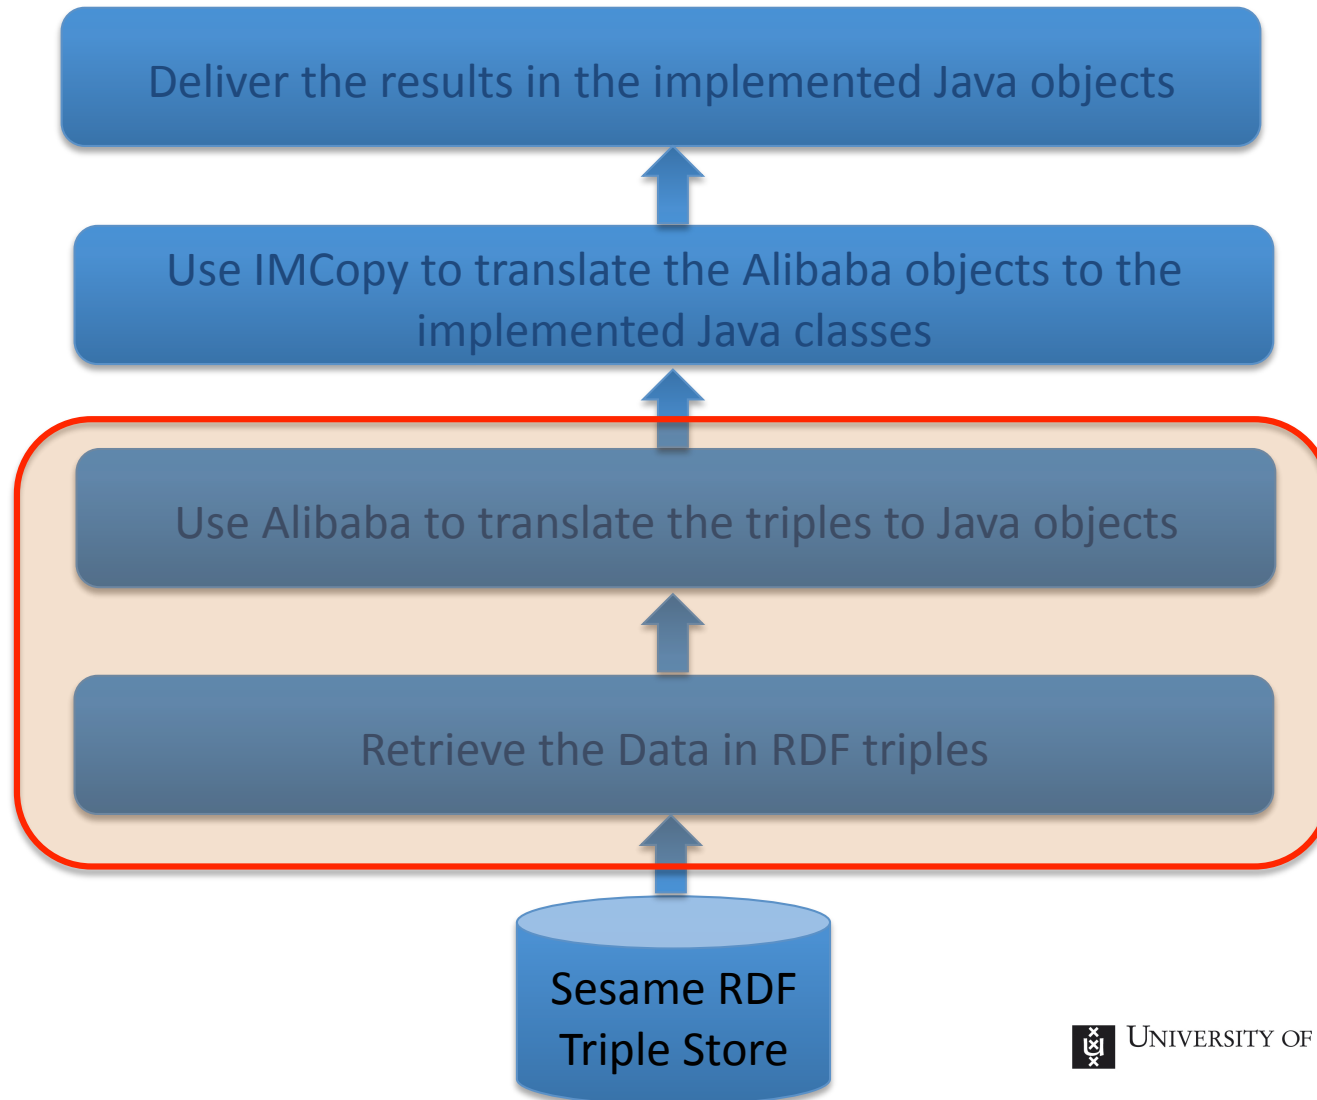 Deliver the results in the implemented Java objects
Use IMCopy to translate the Alibaba objects to the
implemented Java classes
Use Alibaba to translate the triples to Java objects
Retrieve the Data in RDF triples
Sesame RDF
Triple Store
UNIVERSITY OF